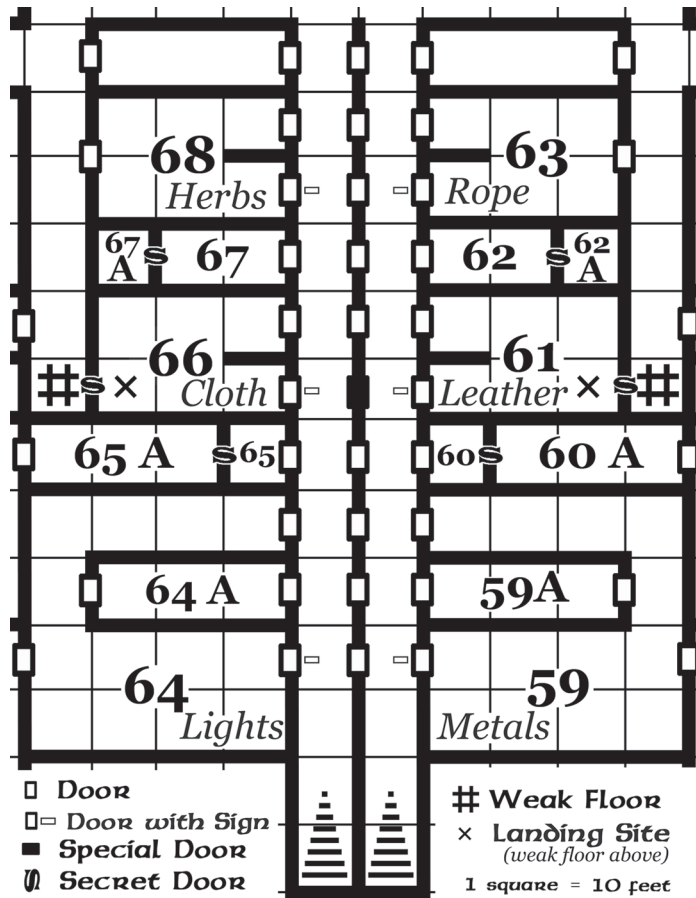 68
Herbs
63
Rope
67
A
67
62
62
A
66
Cloth
61
Leather
65 A
65
60
60 A
64 A
59A
64
Lights
59
Metals
Door
Door with Sign
Special Door
Secret Door
Weak Floor
Landing Site
(weak floor above)
1 square = 10 feet